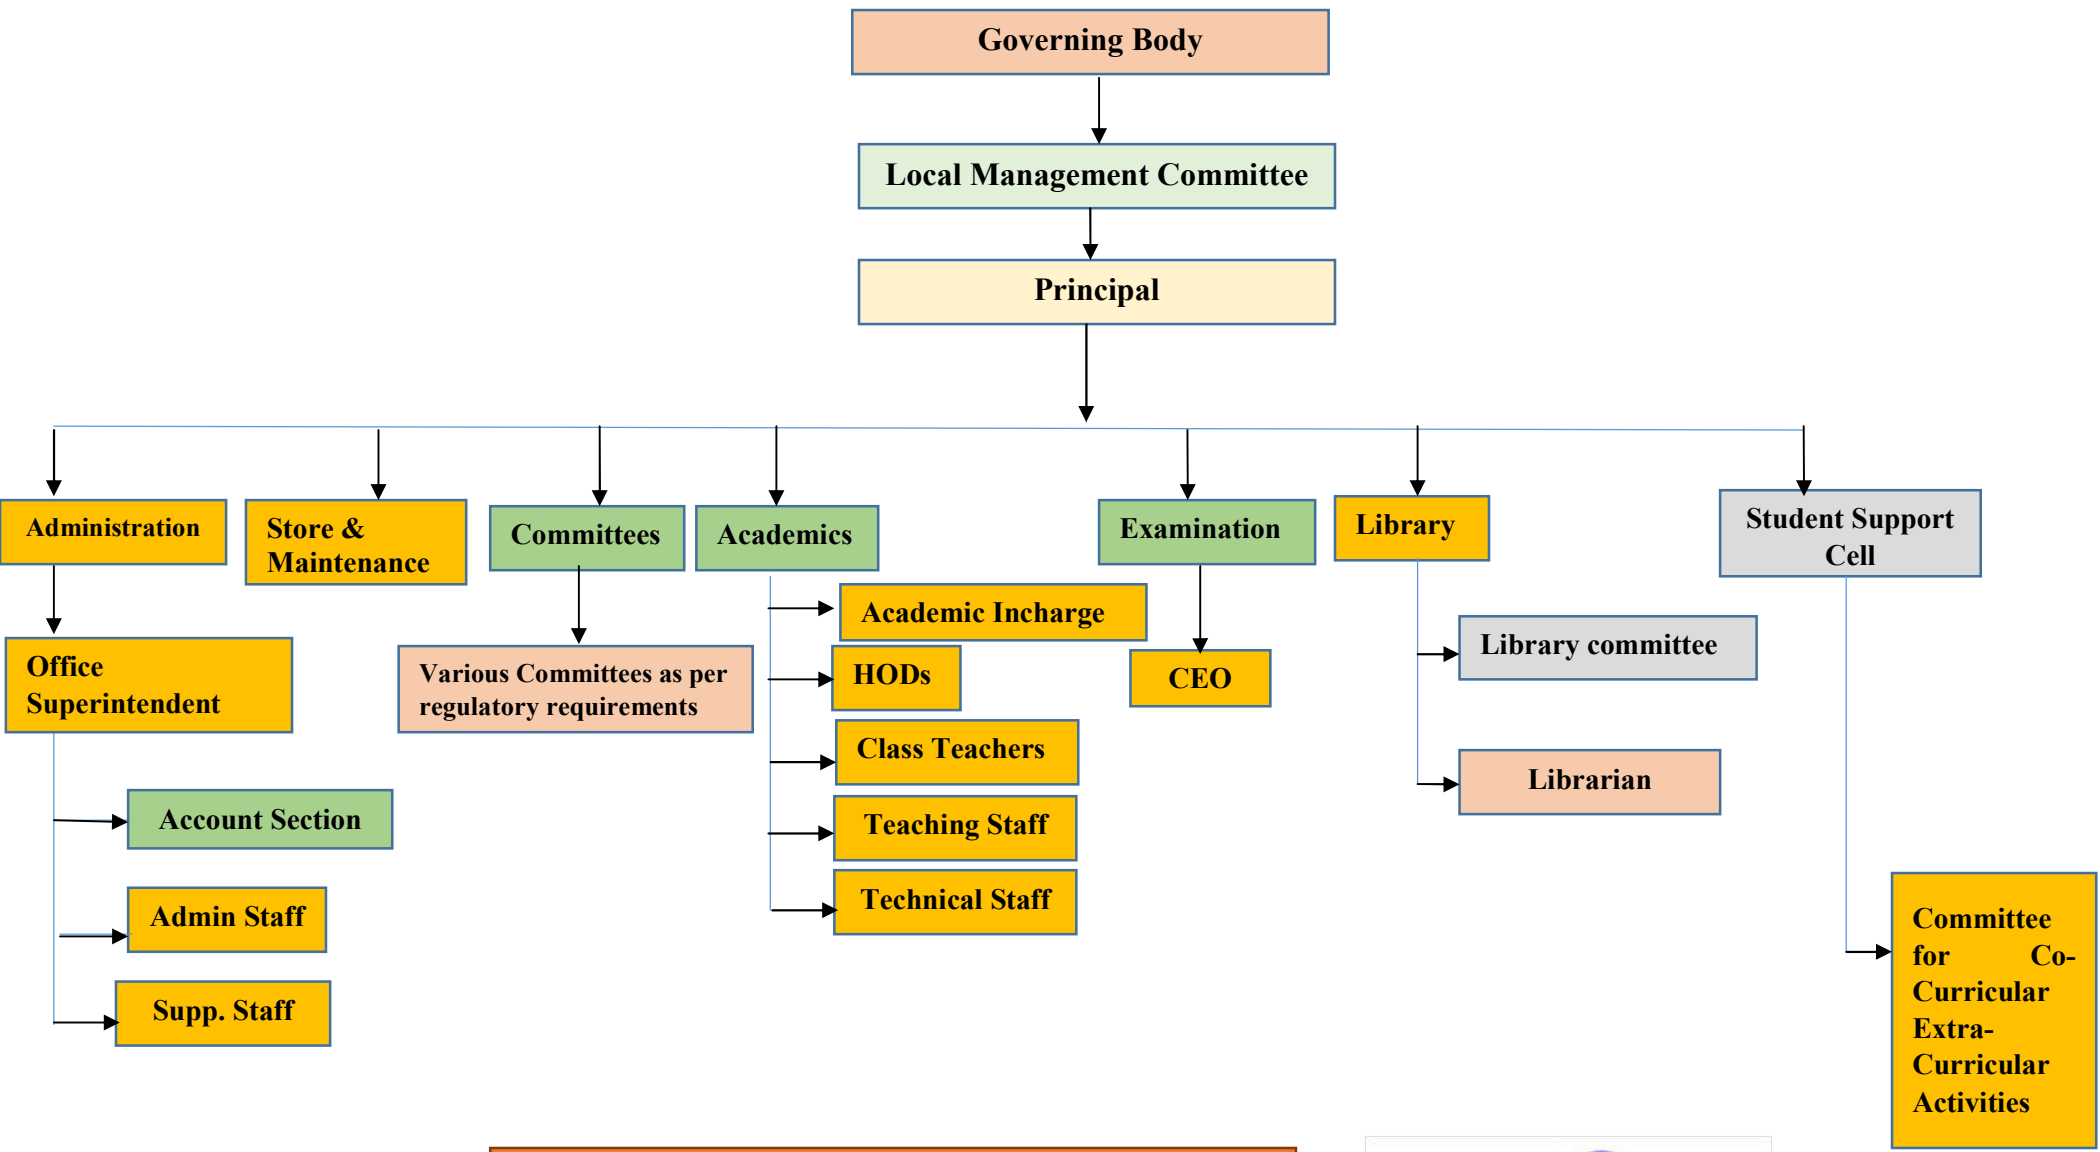 Governing Body
Local Management Committee
Principal
Administration
Store &
Maintenance
Committees
Academics
Examination
Library
Student Support
Cell
Office
Superintendent
Various Committees as per
regulatory requirements
Academic Incharge
HODs
Class Teachers
Teaching Staff
Technical Staff
CEO
Library committee
Librarian
Account Section
Admin Staff
Supp. Staff
Committee
for Co-
Curricular
Extra-
Curricular
Activities